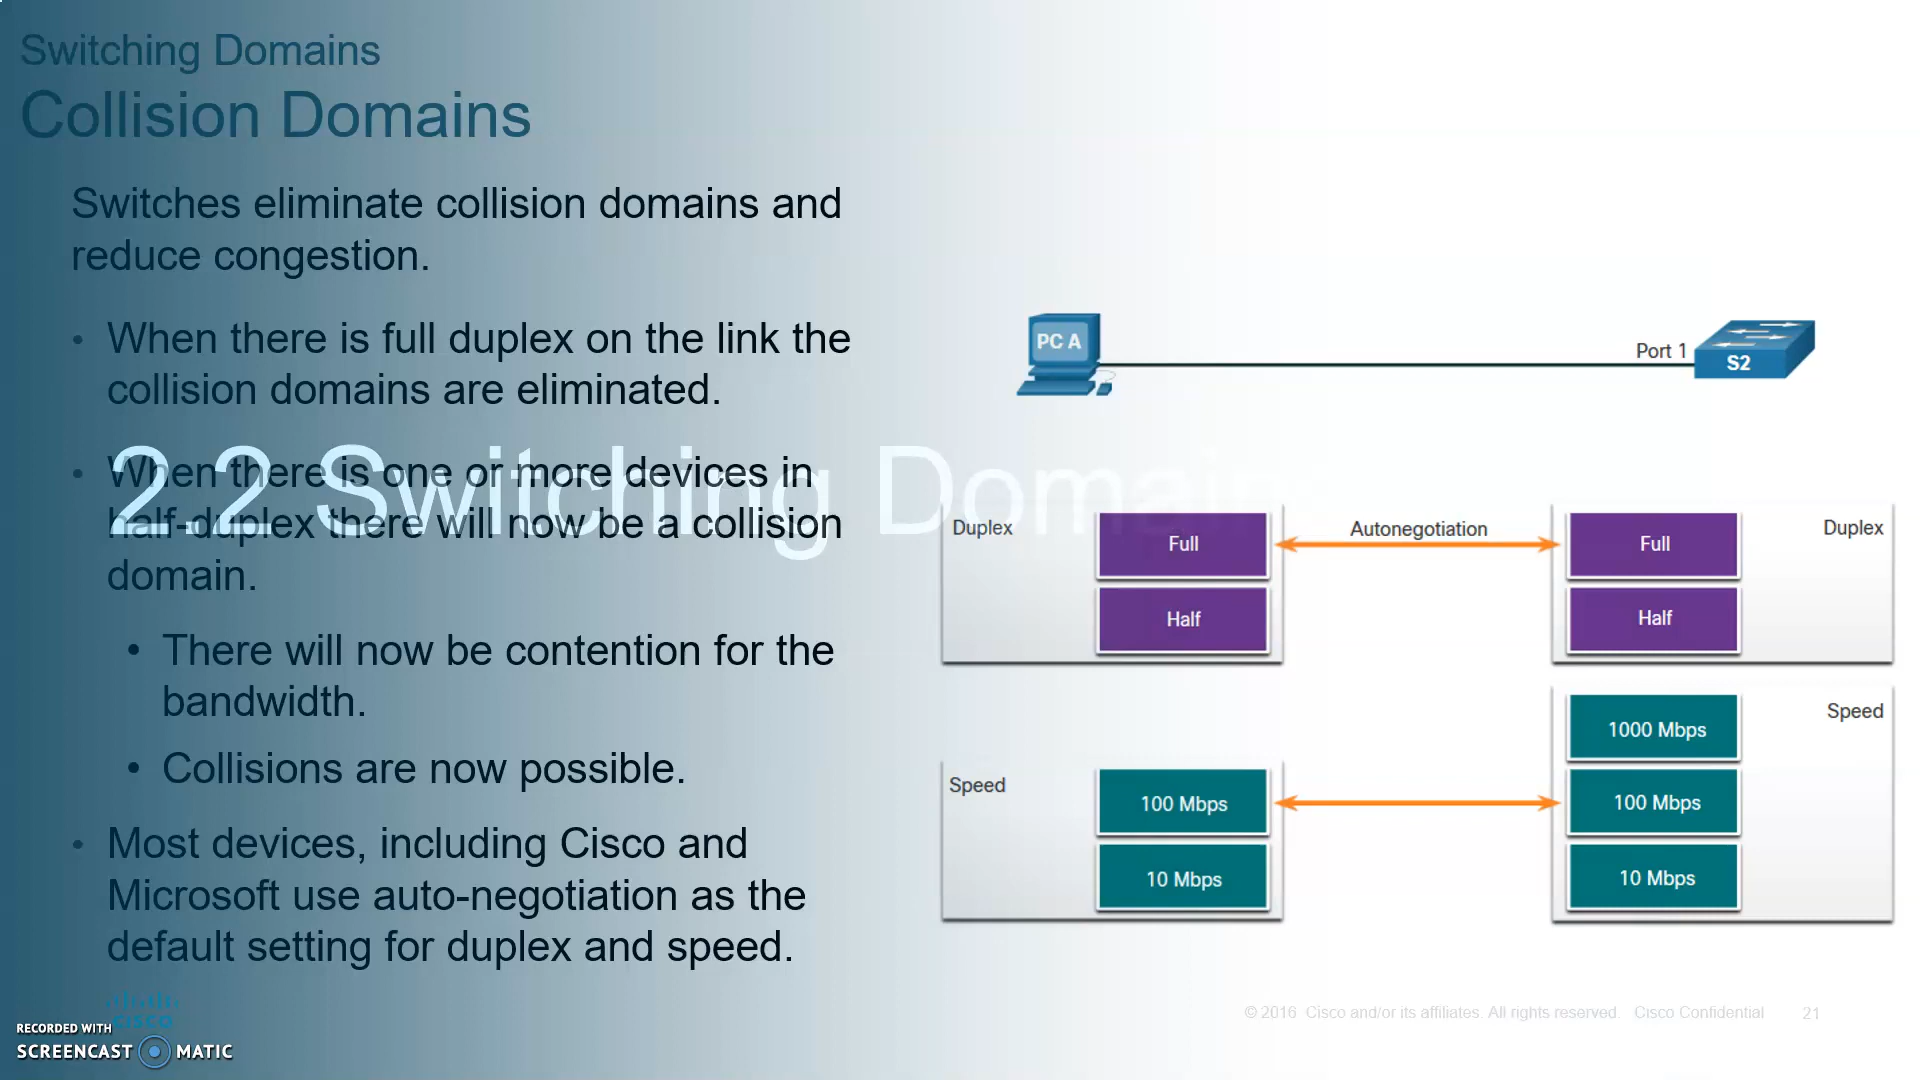 Switching Domains
Collision Domains
Switches eliminate collision domains and
reduce congestion.
• When there is full duplex on the link the
collision domains are eliminated.
• When there is one or more devices in
half-duplex there will now be a collision
domain.
• There will now be contention for the
bandwidth.
• Collisions are now possible.
• Most devices, including Cisco and
Microsoft use auto-negotiation as the
default setting for duplex and speed.
2.2 Switching Domain
PC A
Port 1
S2
Duplex
Full
Half
Autonegotiation
Full
Half
Duplex
Speed
100 Mbps
10 Mbps
1000 Mbps
100 Mbps
10 Mbps
Speed
CISCO
RECORDED WITH
SCREENCAST MATIC
© 2016 Cisco and/or its affiliates. All rights reserved. Cisco Confidential 21